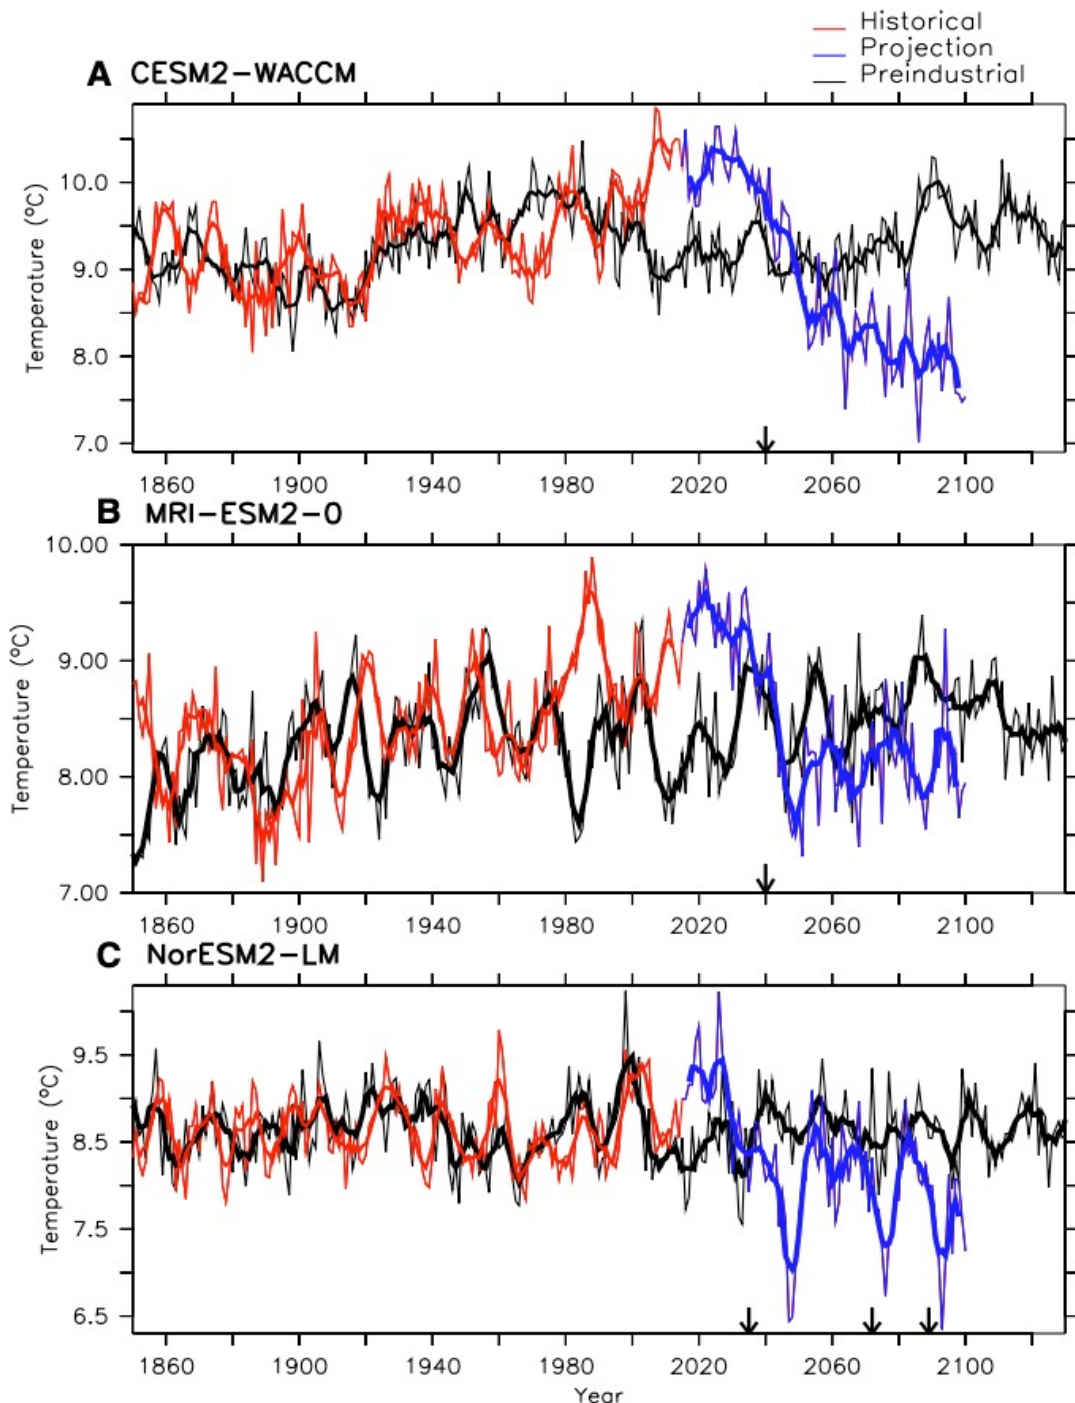 Historical
Projection
Preindustrial
A CESM2-WACCM
10.0
9.0
8.0
7.0
Temperature (°C)
1860 1900 1940 1980 2020 2060 2100
B MRI-ESM2-0
10.00
9.00
8.00
7.00
Temperature (°C)
1860 1900 1940 1980 2020 2060 2100
C NorESM2-LM
9.5
8.5
7.5
6.5
Temperature (°C)
1860 1900 1940 1980 2020 2060 2100
Year